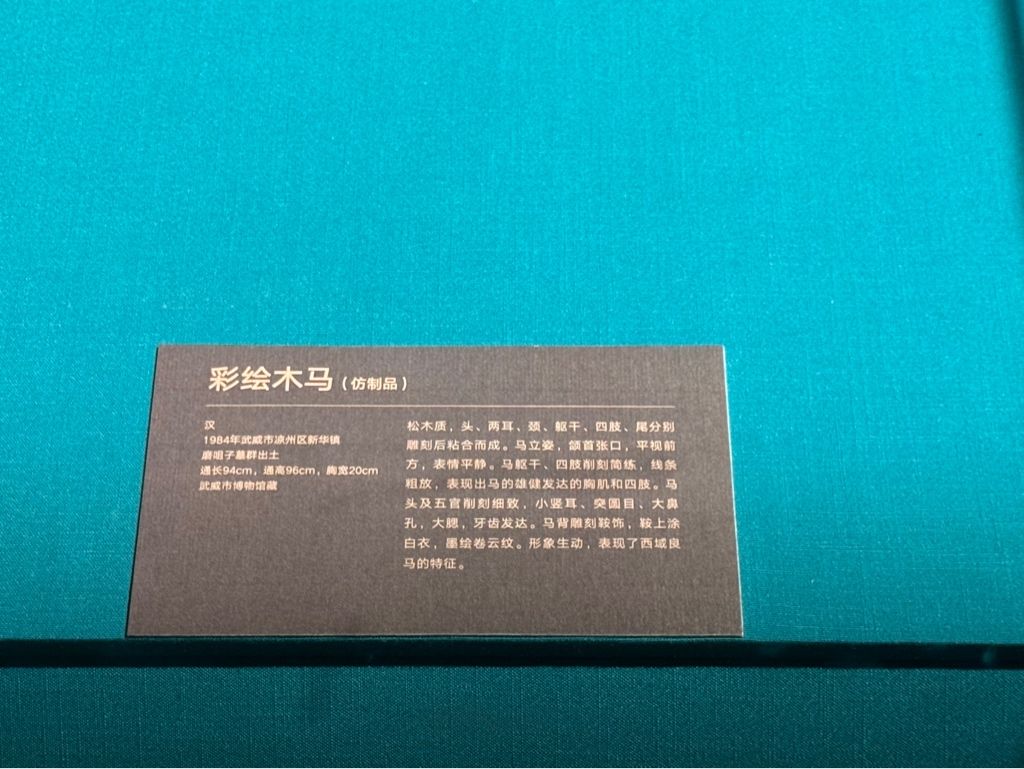 彩绘木马（仿制品）
汉
1984年武威市凉州区新华镇
磨咀子墓群出土
通长94cm，通高96cm，胸宽20cm
武威市博物馆藏
松木质，头、两耳、颈、躯干、四肢、尾分别
雕刻后粘合而成。马立姿，颔首张口，平视前
方，表情平静。马躯干、四肢削刻简练，线条
粗放，表现出马的雄健发达的胸肌和四肢。马
头及五官削刻细致，小竖耳、突圆目、大鼻
孔，大腮，牙齿发达。马背雕刻鞍饰，鞍上涂
白衣，墨绘卷云纹。形象生动，表现了西域良
马的特征。